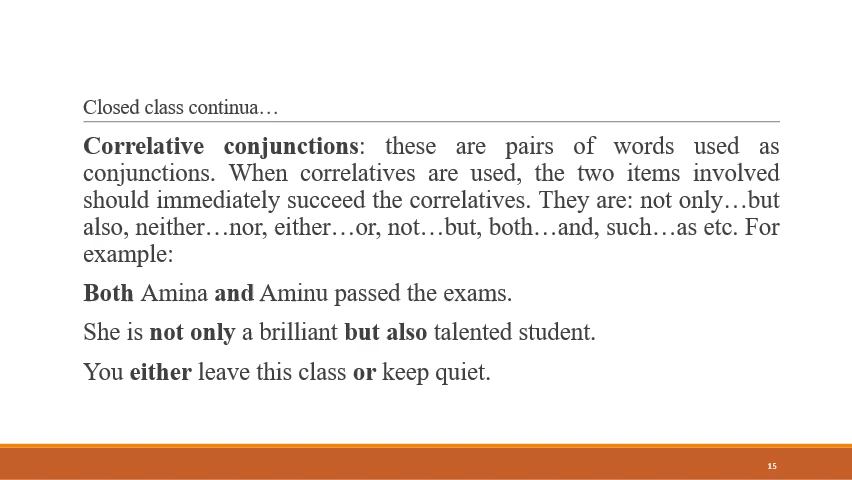 Closed class continua…
Correlative conjunctions: these are pairs of words used as
conjunctions. When correlatives are used, the two items involved
should immediately succeed the correlatives. They are: not only…but
also, neither…nor, either…or, not…but, both…and, such…as etc. For
example:
Both Amina and Aminu passed the exams.
She is not only a brilliant but also talented student.
You either leave this class or keep quiet.
15